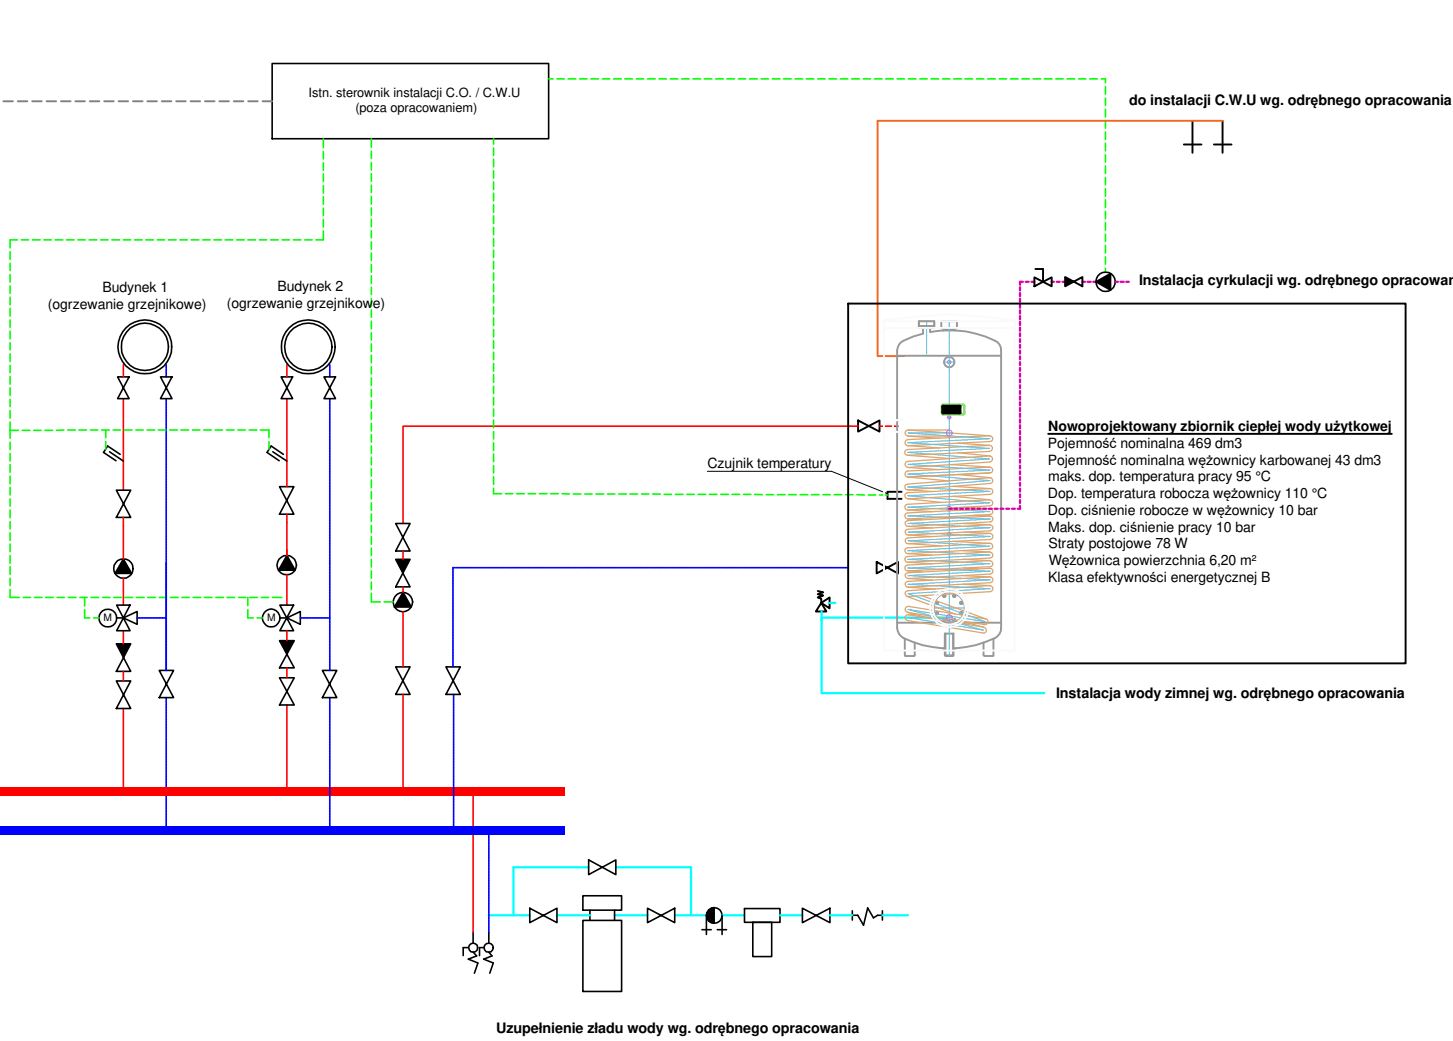 Istn. sterownik instalacji C.O. / C.W.U
(poza opracowaniem)
do instalacji C.W.U wg. odrębnego opracowania
Instalacja cyrkulacji wg. odrębnego opracowan
Budynek 1
(ogrzewanie grzejnikowe)
Budynek 2
(ogrzewanie grzejnikowe)
Czujnik temperatury
Nowoprojektowany zbiornik ciepłej wody użytkowej
Pojemność nominalna 469 dm3
Pojemność nominalna wężownicy karbowanej 43 dm3
maks. dop. temperatura pracy 95 °C
Dop. temperatura robocza wężownicy 110 °C
Dop. ciśnienie robocze w wężownicy 10 bar
Maks. dop. ciśnienie pracy 10 bar
Straty postojowe 78 W
Wężownica powierzchnia 6,20 m²
Klasa efektywności energetycznej B
M
M
Instalacja wody zimnej wg. odrębnego opracowania
Uzupełnienie zładu wody wg. odrębnego opracowania